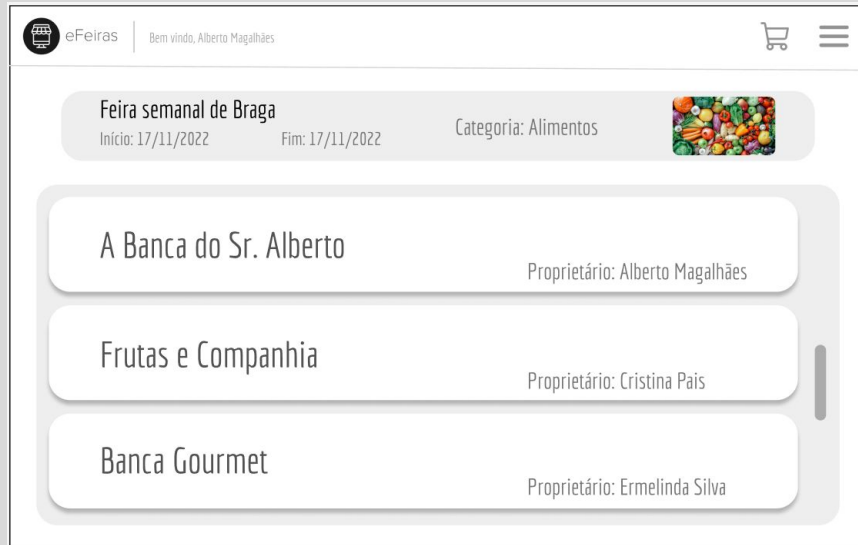 eFeiras
Bem vindo, Alberto Magalhães
Feira semanal de Braga
Início: 17/11/2022 Fim: 17/11/2022
Categoria: Alimentos
A Banca do Sr. Alberto
Proprietário: Alberto Magalhães
Frutas e Companhia
Proprietário: Cristina Pais
Banca Gourmet
Proprietário: Ermelinda Silva